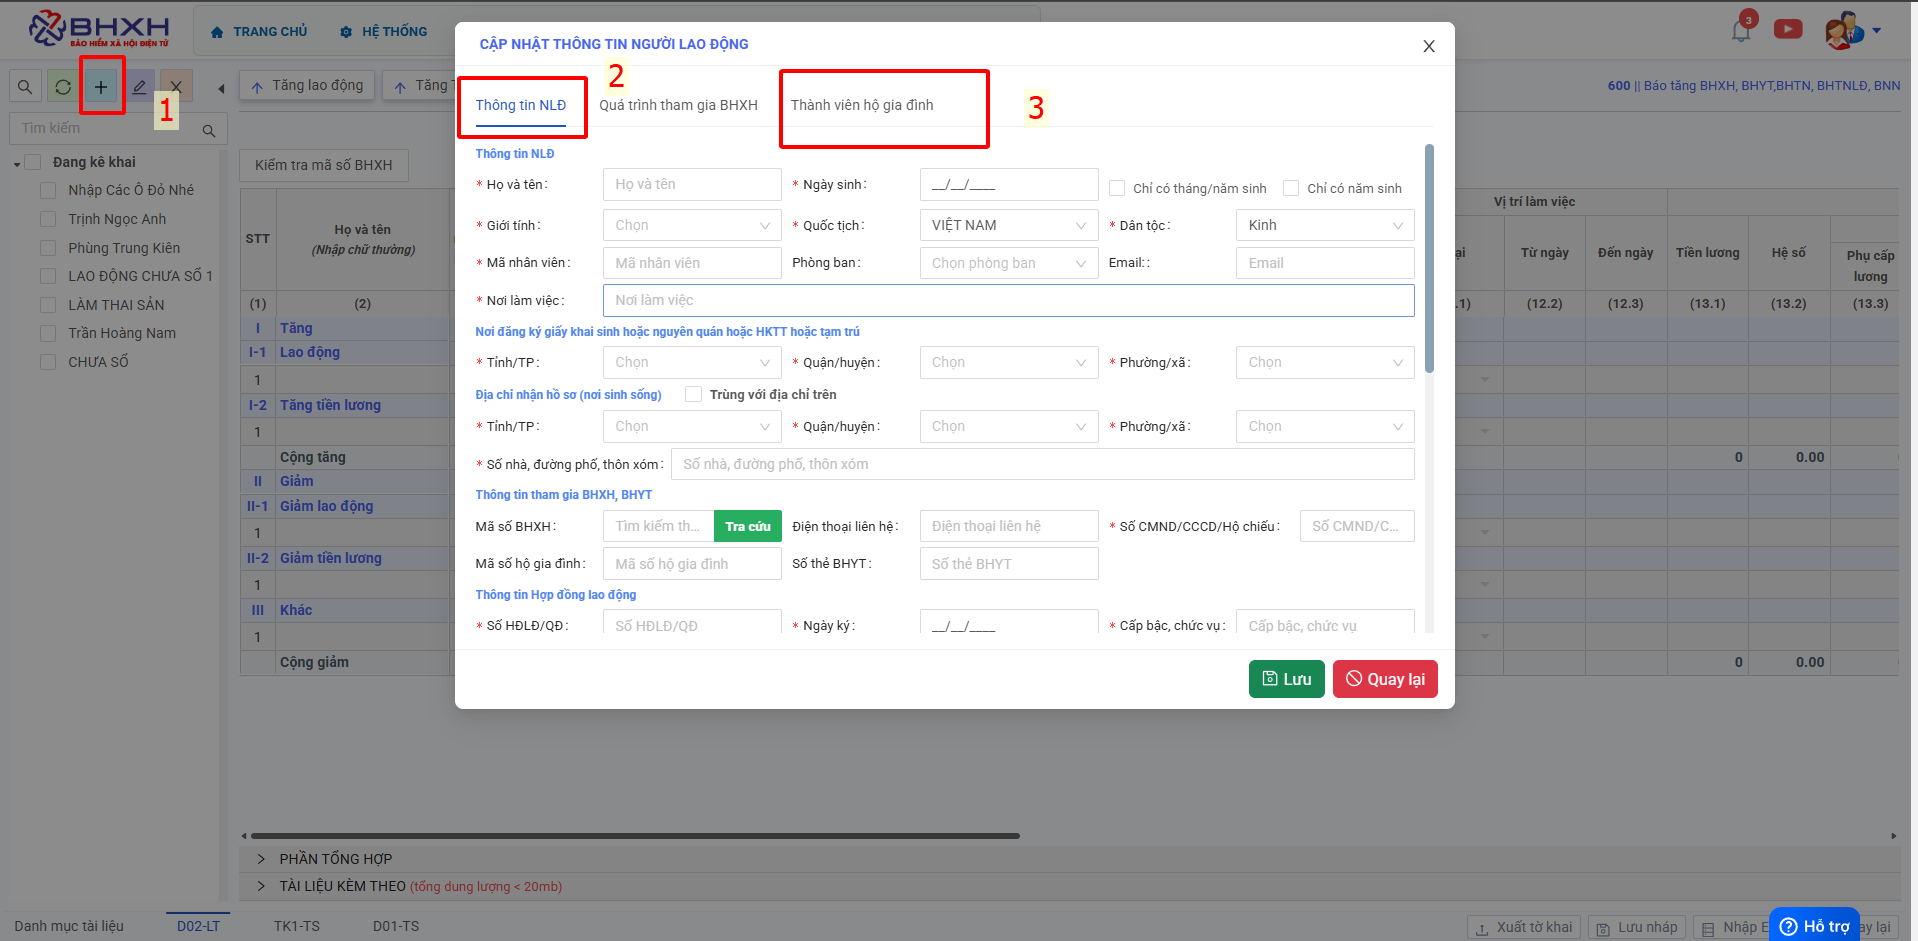 BHXH
BẢO HIỂM XÃ HỘI ĐIỆN TỬ
TRANG CHỦ
HỆ THỐNG
3
1
Tăng lao động
Tăng
600 || Báo tăng BHXH, BHYT,BHTN, BHTNLĐ, BNN
Tìm kiếm
Đang kê khai
Nhập Các Ô Đỏ Nhé
Trịnh Ngọc Anh
Phùng Trung Kiên
LAO ĐỘNG CHƯA SỔ 1
LÀM THAI SẢN
Trần Hoàng Nam
CHƯA SỔ
Kiểm tra mã số BHXH
STT
Họ và tên
(Nhập chữ thường)
Vị trí làm việc
ại
Từ ngày
Đến ngày
Tiền lương
Hệ số
Phụ cấp
lương
(1)
(2)
.1)
(12.2)
(12.3)
(13.1)
(13.2)
(13.3)
I
Tăng
I-1
Lao động
1
I-2
Tăng tiền lương
1
Cộng tăng
0
0.00
II
Giảm
II-1
Giảm lao động
1
II-2
Giảm tiền lương
1
III
Khác
1
Cộng giảm
0
0.00
CẬP NHẬT THÔNG TIN NGƯỜI LAO ĐỘNG
2
3
Thông tin NLĐ
Quá trình tham gia BHXH
Thành viên hộ gia đình
Thông tin NLĐ
* Họ và tên: Họ và tên
* Ngày sinh: __/__/____
Chỉ có tháng/năm sinh
Chỉ có năm sinh
* Giới tính: Chọn
* Quốc tịch: VIỆT NAM
* Dân tộc: Kinh
* Mã nhân viên: Mã nhân viên
Phòng ban: Chọn phòng ban
Email:: Email
* Nơi làm việc: Nơi làm việc
Nơi đăng ký giấy khai sinh hoặc nguyên quán hoặc HKTT hoặc tạm trú
* Tỉnh/TP: Chọn
* Quận/huyện: Chọn
* Phường/xã: Chọn
Địa chỉ nhận hồ sơ (nơi sinh sống)
Trùng với địa chỉ trên
* Tỉnh/TP: Chọn
* Quận/huyện: Chọn
* Phường/xã: Chọn
* Số nhà, đường phố, thôn xóm: Số nhà, đường phố, thôn xóm
Thông tin tham gia BHXH, BHYT
Mã số BHXH: Tìm kiếm th... Tra cứu
Điện thoại liên hệ: Điện thoại liên hệ
* Số CMND/CCCD/Hộ chiếu: Số CMND/C...
Mã số hộ gia đình: Mã số hộ gia đình
Số thẻ BHYT: Số thẻ BHYT
Thông tin Hợp đồng lao động
* Số HĐLĐ/QĐ: Số HĐLĐ/QĐ
* Ngày ký: __/__/____
* Cấp bậc, chức vụ: Cấp bậc, chức vụ
Lưu
Quay lại
PHẦN TỔNG HỢP
TÀI LIỆU KÈM THEO (tổng dung lượng < 20mb)
Danh mục tài liệu
D02-LT
TK1-TS
D01-TS
Xuất tờ khai
Lưu nháp
Nhập E
ay lại
Hỗ trợ